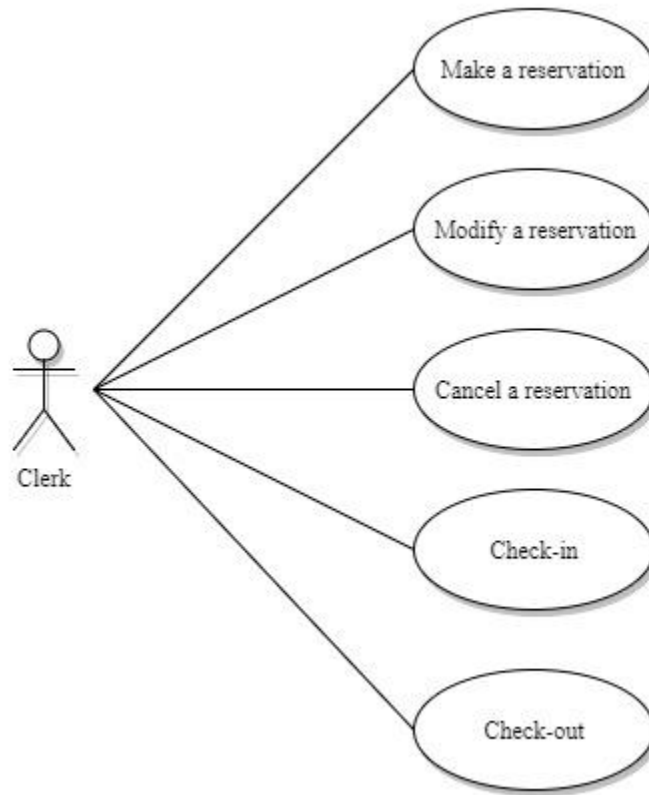 Make a reservation
Modify a reservation
Cancel a reservation
Clerk
Check-in
Check-out